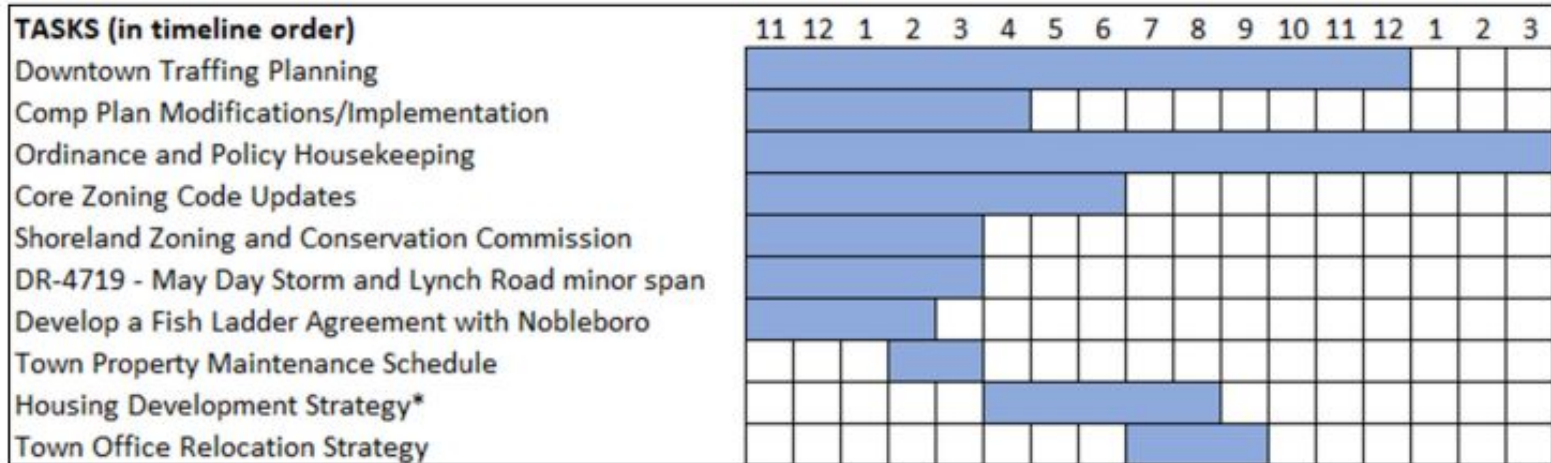 TASKS (in timeline order) 11 12 1 2 3 4 5 6 7 8 9 10 11 12 1 2 3
Downtown Traffing Planning
Comp Plan Modifications/Implementation
Ordinance and Policy Housekeeping
Core Zoning Code Updates
Shoreland Zoning and Conservation Commission
DR-4719 - May Day Storm and Lynch Road minor span
Develop a Fish Ladder Agreement with Nobleboro
Town Property Maintenance Schedule
Housing Development Strategy*
Town Office Relocation Strategy